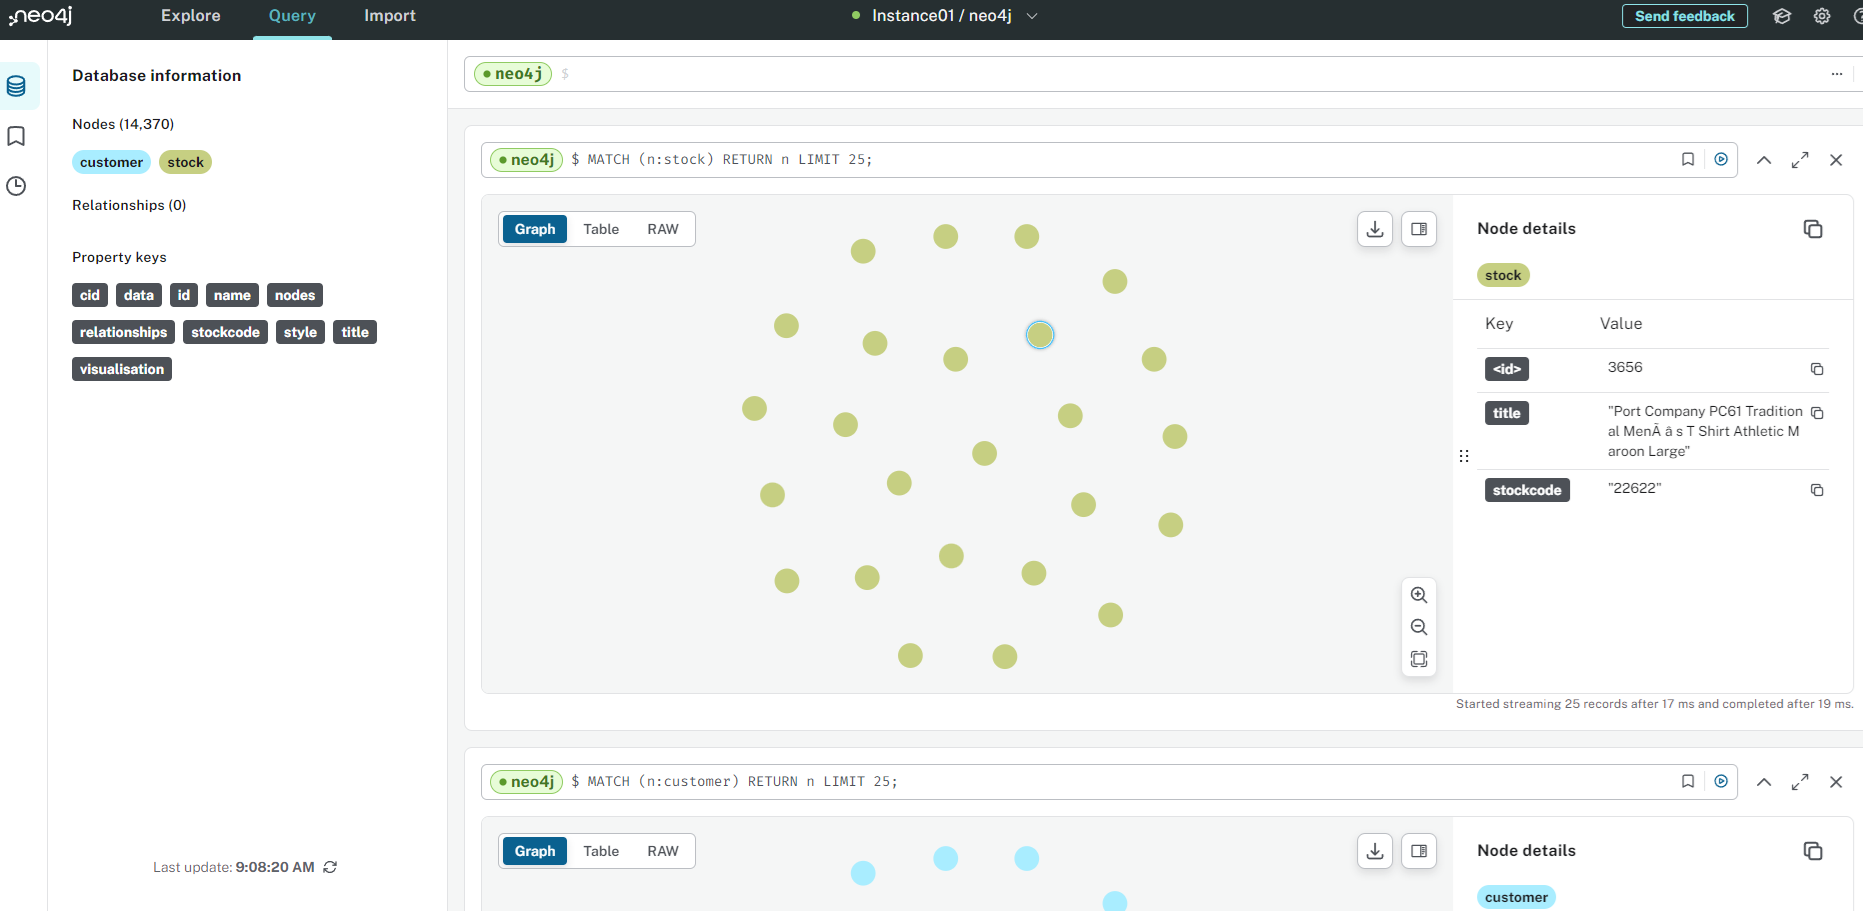 neo4j Explore Query Import Instance01 / neo4j Send feedback
Database information
Nodes (14,370)
customer stock
Relationships (0)
Property keys
cid data id name nodes
relationships stockcode style title
visualisation
Last update: 9:08:20 AM
neo4j $
neo4j $ MATCH (n:stock) RETURN n LIMIT 25;
Graph Table RAW
Node details
stock
Key Value
<id> 3656
title "Port Company PC61 Tradition
al MenÃ â s T Shirt Athletic M
aroon Large"
stockcode "22622"
Started streaming 25 records after 17 ms and completed after 19 ms.
neo4j $ MATCH (n:customer) RETURN n LIMIT 25;
Graph Table RAW
Node details
customer